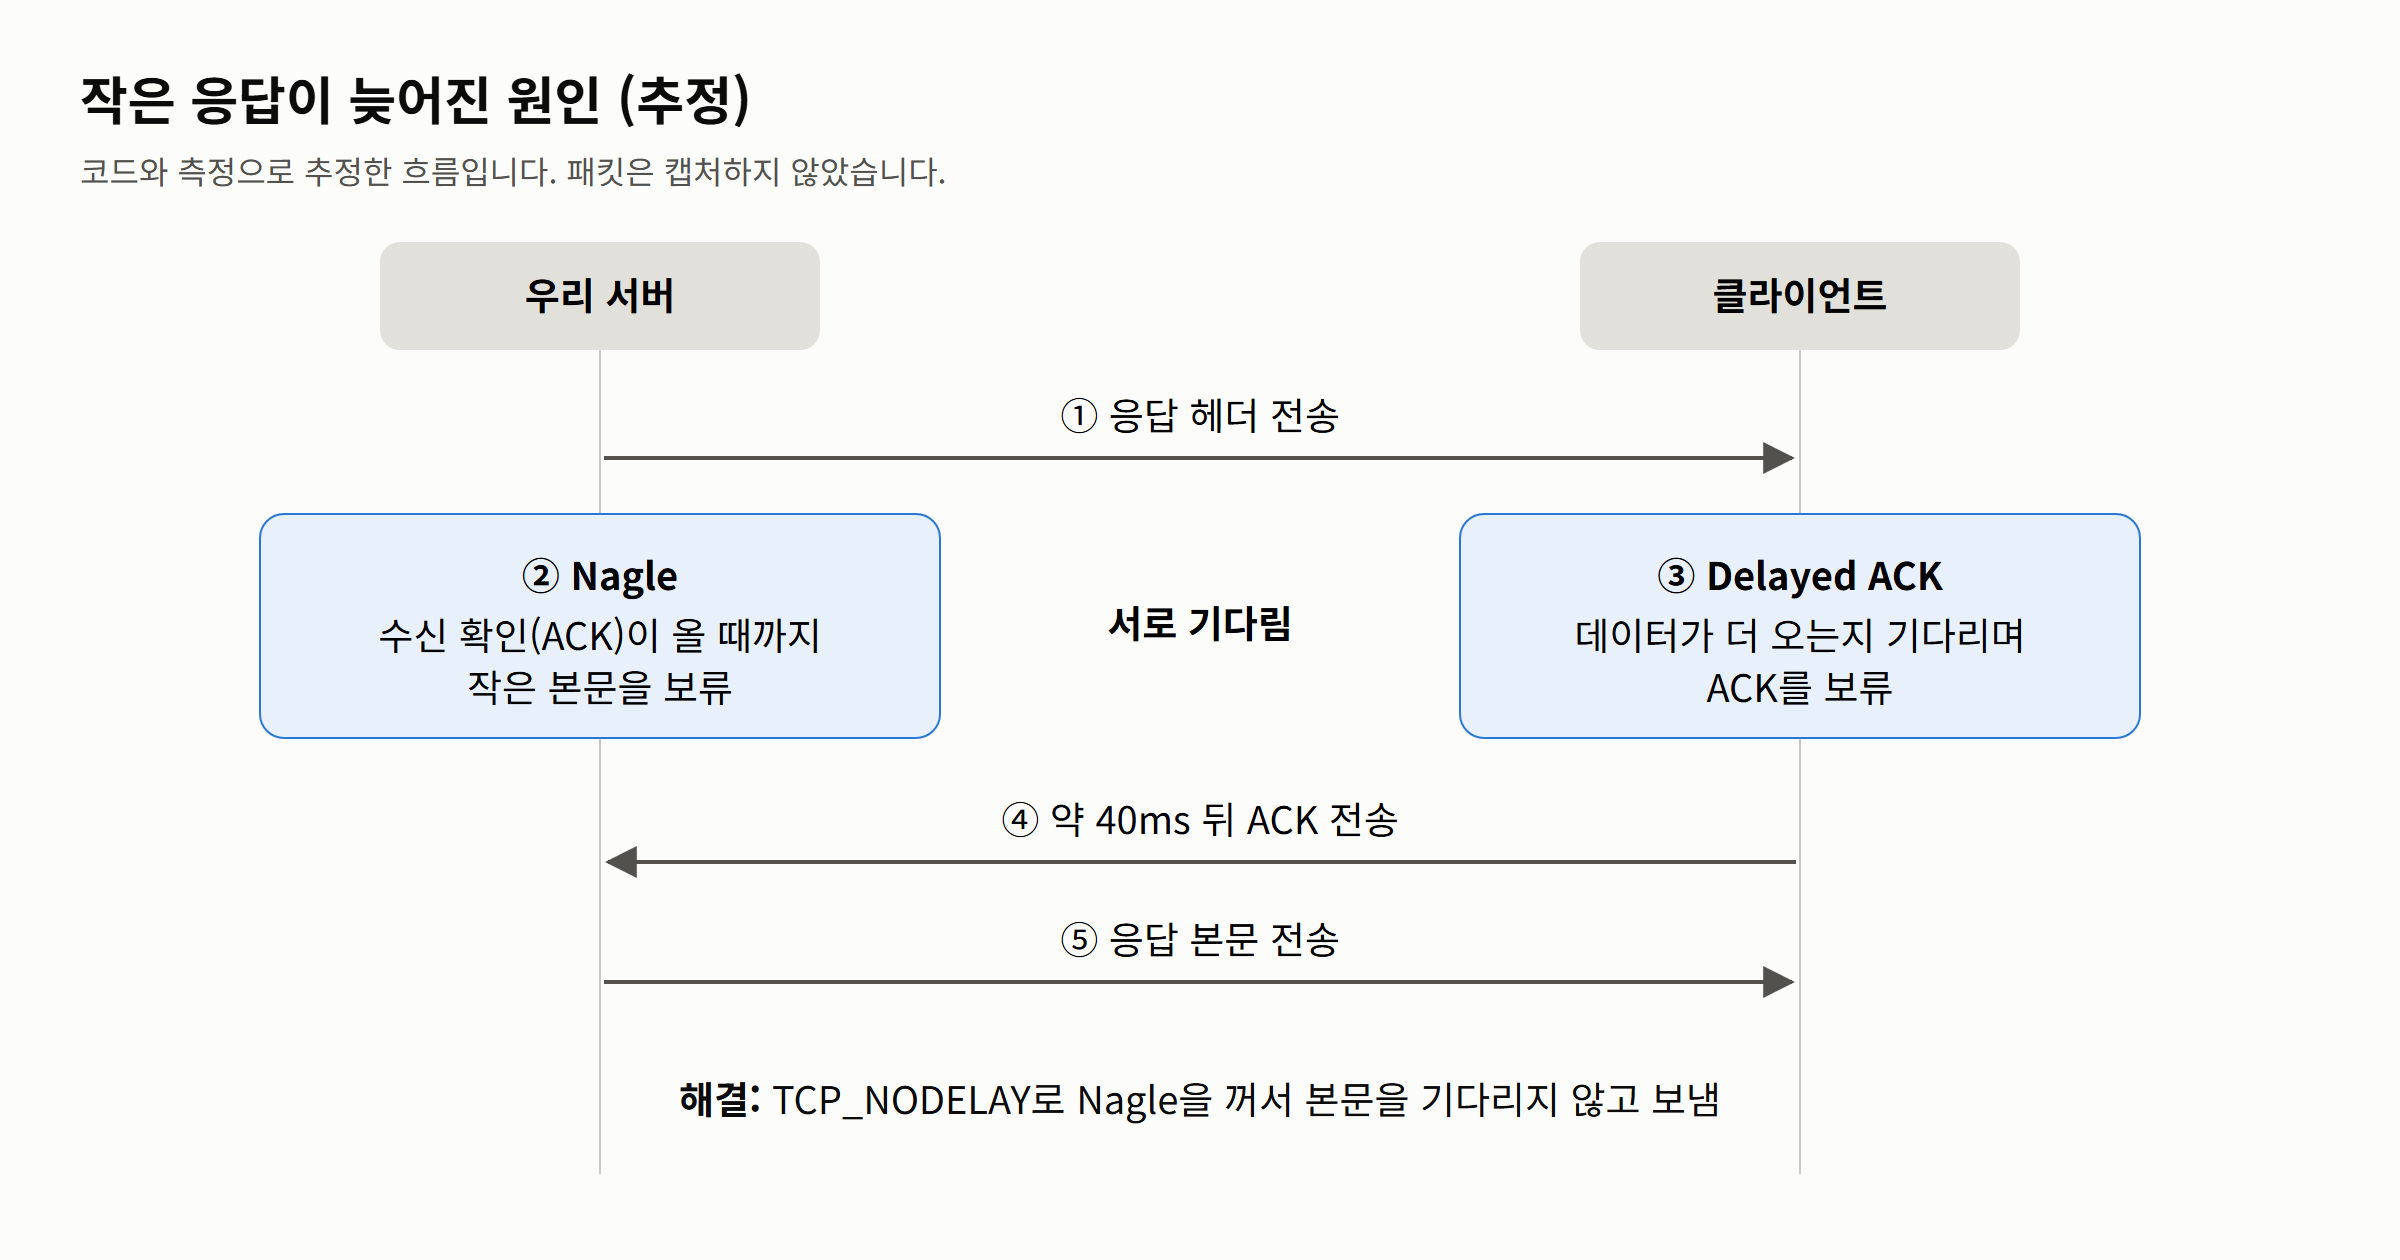 작은 응답이 늦어진 원인 (추정)
코드와 측정으로 추정한 흐름입니다. 패킷은 캡처하지 않았습니다.
우리 서버
클라이언트
① 응답 헤더 전송
② Nagle
수신 확인(ACK)이 올 때까지
작은 본문을 보류
서로 기다림
③ Delayed ACK
데이터가 더 오는지 기다리며
ACK를 보류
④ 약 40ms 뒤 ACK 전송
⑤ 응답 본문 전송
해결: TCP_NODELAY로 Nagle을 꺼서 본문을 기다리지 않고 보냄